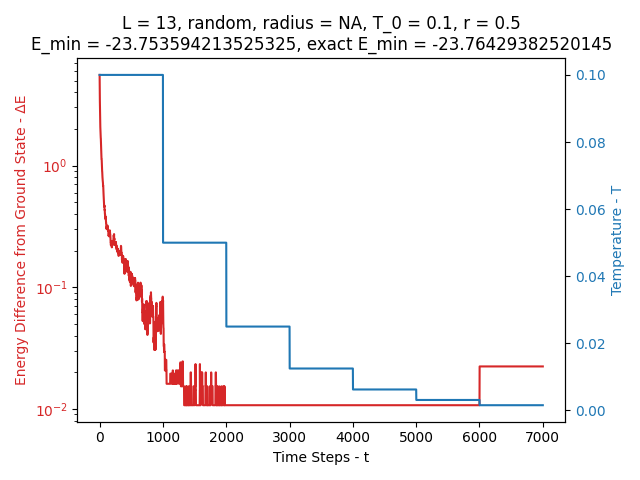 L = 13, random, radius = NA, T_0 = 0.1, r = 0.5
E_min = -23.753594213525325, exact E_min = -23.76429382520145
Energy Difference from Ground State - ΔE
10⁰
10⁻¹
10⁻²
0.10
0.08
0.06
0.04
0.02
0.00
Temperature - T
0 1000 2000 3000 4000 5000 6000 7000
Time Steps - t